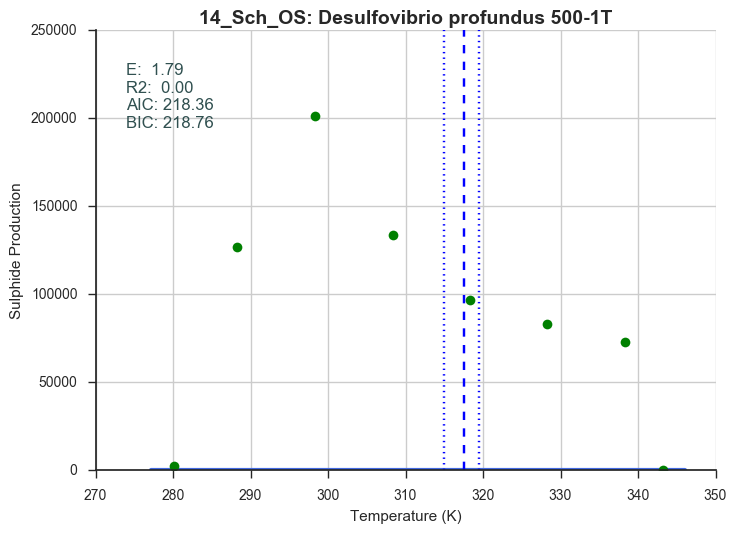 14_Sch_OS: Desulfovibrio profundus 500-1T
250000
200000
150000
100000
50000
0
E:  1.79
R2:  0.00
AIC: 218.36
BIC: 218.76
Sulphide Production
270 280 290 300 310 320 330 340 350
Temperature (K)